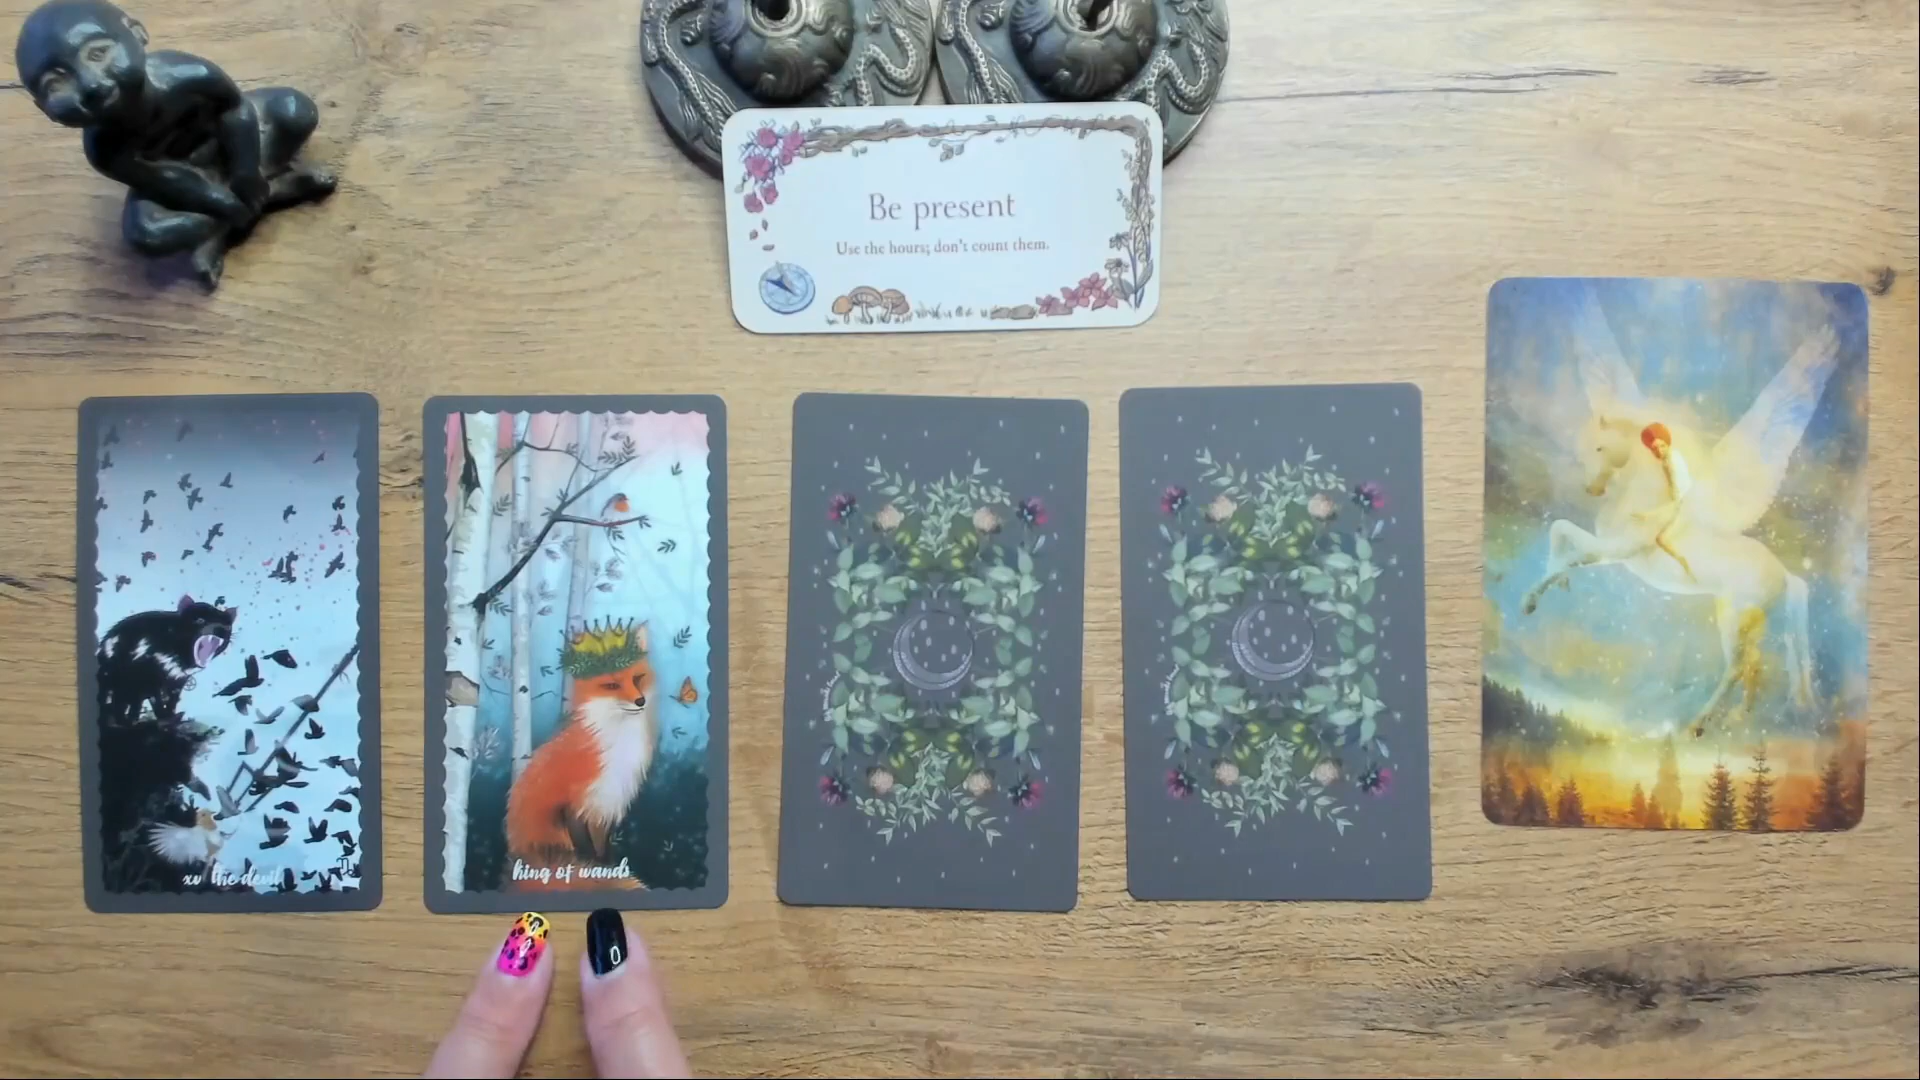 Be present
Use the hours; don't count them.
xv the devil
king of wands